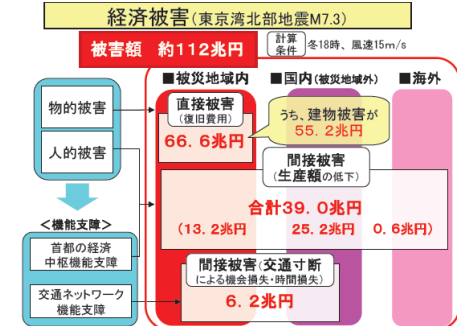 経済被害（東京湾北部地震M7.3）
被害額　約112兆円
計算
条件
冬18時、風速15m/s
■被災地域内
■国内（被災地域外）
■海外
物的被害
人的被害
直接被害
（復旧費用）
66.6兆円
うち、建物被害が
55.2兆円
間接被害
（生産額の低下）
合計39.0兆円
（13.2兆円　25.2兆円　0.6兆円）
＜機能支障＞
首都の経済
中枢機能支障
交通ネットワーク
機能支障
間接被害（交通寸断
による機会損失・時間損失）
6.2兆円